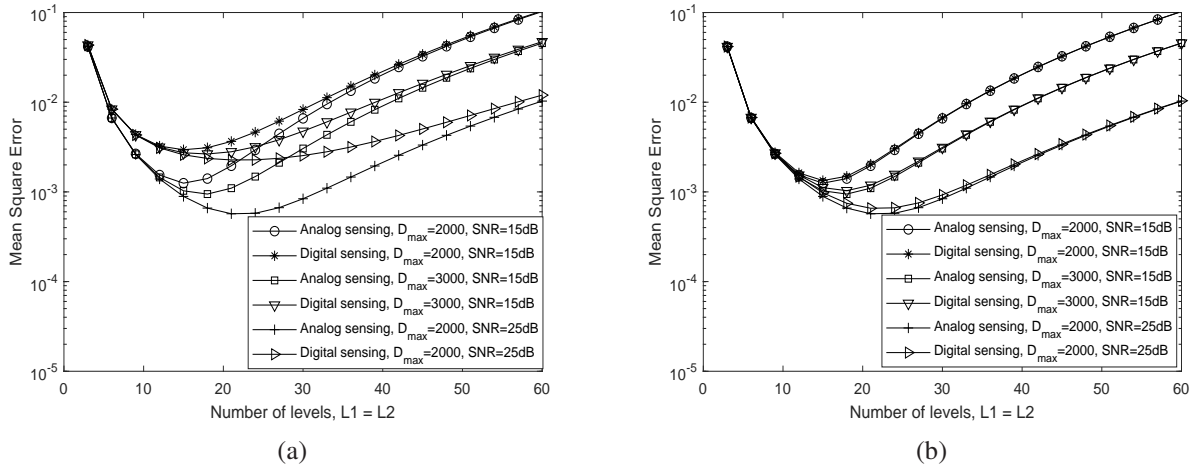 10^-1
10^-2
10^-3
10^-4
10^-5
Mean Square Error
0 10 20 30 40 50 60
Number of levels, L1 = L2
Analog sensing, D_max=2000, SNR=15dB
Digital sensing, D_max=2000, SNR=15dB
Analog sensing, D_max=3000, SNR=15dB
Digital sensing, D_max=3000, SNR=15dB
Analog sensing, D_max=2000, SNR=25dB
Digital sensing, D_max=2000, SNR=25dB
(a)
10^-1
10^-2
10^-3
10^-4
10^-5
Mean Square Error
0 10 20 30 40 50 60
Number of levels, L1 = L2
Analog sensing, D_max=2000, SNR=15dB
Digital sensing, D_max=2000, SNR=15dB
Analog sensing, D_max=3000, SNR=15dB
Digital sensing, D_max=3000, SNR=15dB
Analog sensing, D_max=2000, SNR=25dB
Digital sensing, D_max=2000, SNR=25dB
(b)